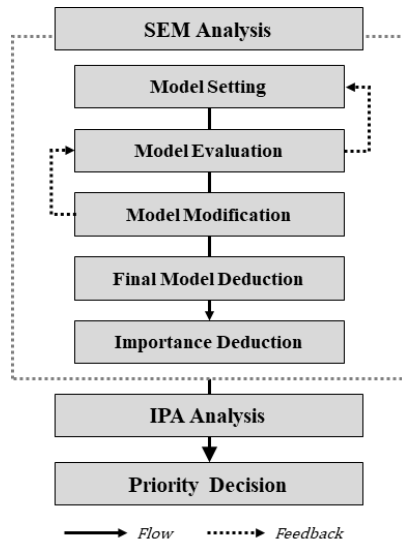 SEM Analysis
Model Setting
Model Evaluation
Model Modification
Final Model Deduction
Importance Deduction
IPA Analysis
Priority Decision
Flow Feedback